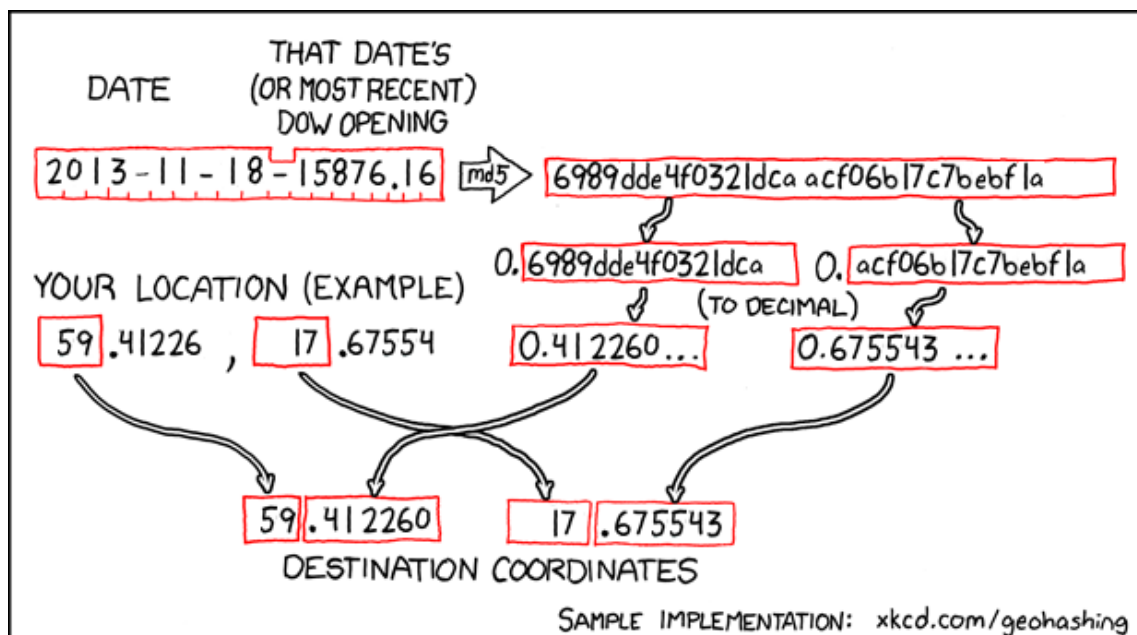 DATE
THAT DATE'S
(OR MOST RECENT)
DOW OPENING
2013-11-18-15876.16
md5
6989dde4f0321dca acf06b17c7bebf1a
0.6989dde4f0321dca
0.acf06b17c7bebf1a
YOUR LOCATION (EXAMPLE)
(TO DECIMAL)
59.41226, 17.67554
0.412260...
0.675543...
59.412260
17.675543
DESTINATION COORDINATES
SAMPLE IMPLEMENTATION: xkcd.com/geohashing